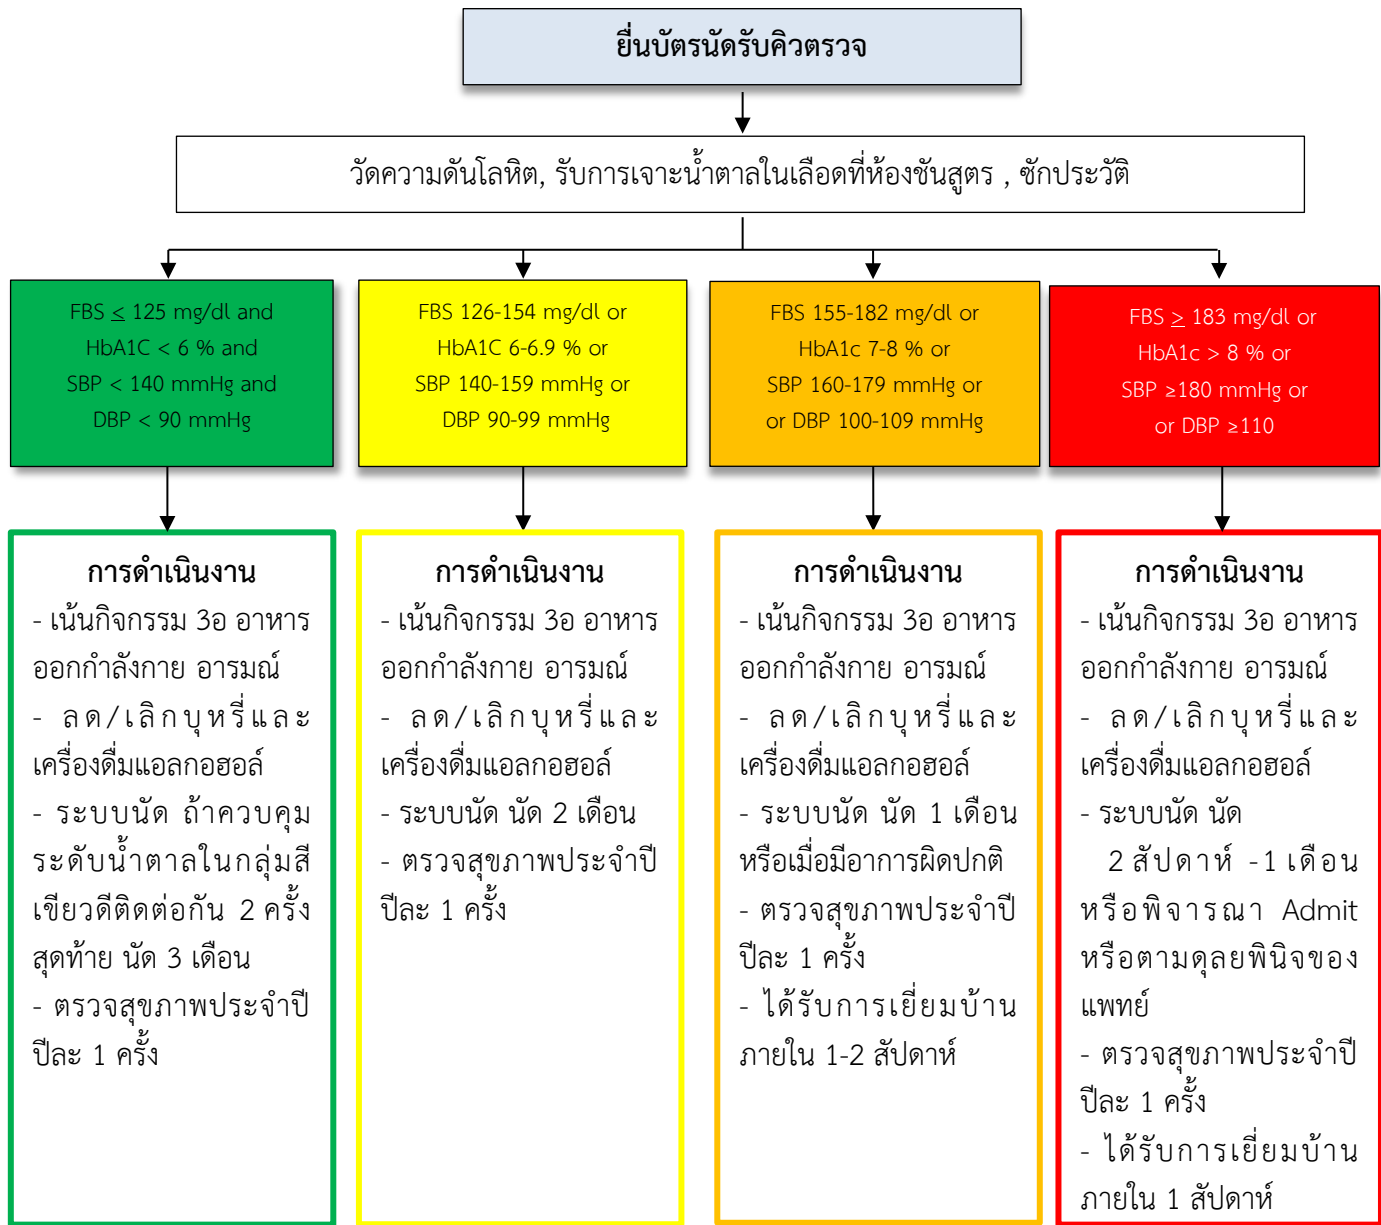 ยื่นบัตรนัดรับคิวตรวจ
วัดความดันโลหิต, รับการเจาะน้ำตาลในเลือดที่ห้องชันสูตร , ซักประวัติ
FBS ≤ 125 mg/dl and
HbA1C < 6 % and
SBP < 140 mmHg and
DBP < 90 mmHg
FBS 126-154 mg/dl or
HbA1C 6-6.9 % or
SBP 140-159 mmHg or
DBP 90-99 mmHg
FBS 155-182 mg/dl or
HbA1c 7-8 % or
SBP 160-179 mmHg or
or DBP 100-109 mmHg
FBS ≥ 183 mg/dl or
HbA1c > 8 % or
SBP ≥180 mmHg or
or DBP ≥110
การดำเนินงาน
- เน้นกิจกรรม 3อ อาหาร
ออกกำลังกาย อารมณ์
- ลด/เลิกบุหรี่และ
เครื่องดื่มแอลกอฮอล์
- ระบบนัด ถ้าควบคุม
ระดับน้ำตาลในกลุ่มสี
เขียวดีติดต่อกัน 2 ครั้ง
สุดท้าย นัด 3 เดือน
- ตรวจสุขภาพประจำปี
ปีละ 1 ครั้ง
การดำเนินงาน
- เน้นกิจกรรม 3อ อาหาร
ออกกำลังกาย อารมณ์
- ลด/เลิกบุหรี่และ
เครื่องดื่มแอลกอฮอล์
- ระบบนัด นัด 2 เดือน
- ตรวจสุขภาพประจำปี
ปีละ 1 ครั้ง
การดำเนินงาน
- เน้นกิจกรรม 3อ อาหาร
ออกกำลังกาย อารมณ์
- ลด/เลิกบุหรี่และ
เครื่องดื่มแอลกอฮอล์
- ระบบนัด นัด 1 เดือน
หรือเมื่อมีอาการผิดปกติ
- ตรวจสุขภาพประจำปี
ปีละ 1 ครั้ง
- ได้รับการเยี่ยมบ้าน
ภายใน 1-2 สัปดาห์
การดำเนินงาน
- เน้นกิจกรรม 3อ อาหาร
ออกกำลังกาย อารมณ์
- ลด/เลิกบุหรี่และ
เครื่องดื่มแอลกอฮอล์
- ระบบนัด นัด
2 สัปดาห์ -1 เดือน
หรือพิจารณา Admit
หรือตามดุลยพินิจของ
แพทย์
- ตรวจสุขภาพประจำปี
ปีละ 1 ครั้ง
- ได้รับการเยี่ยมบ้าน
ภายใน 1 สัปดาห์